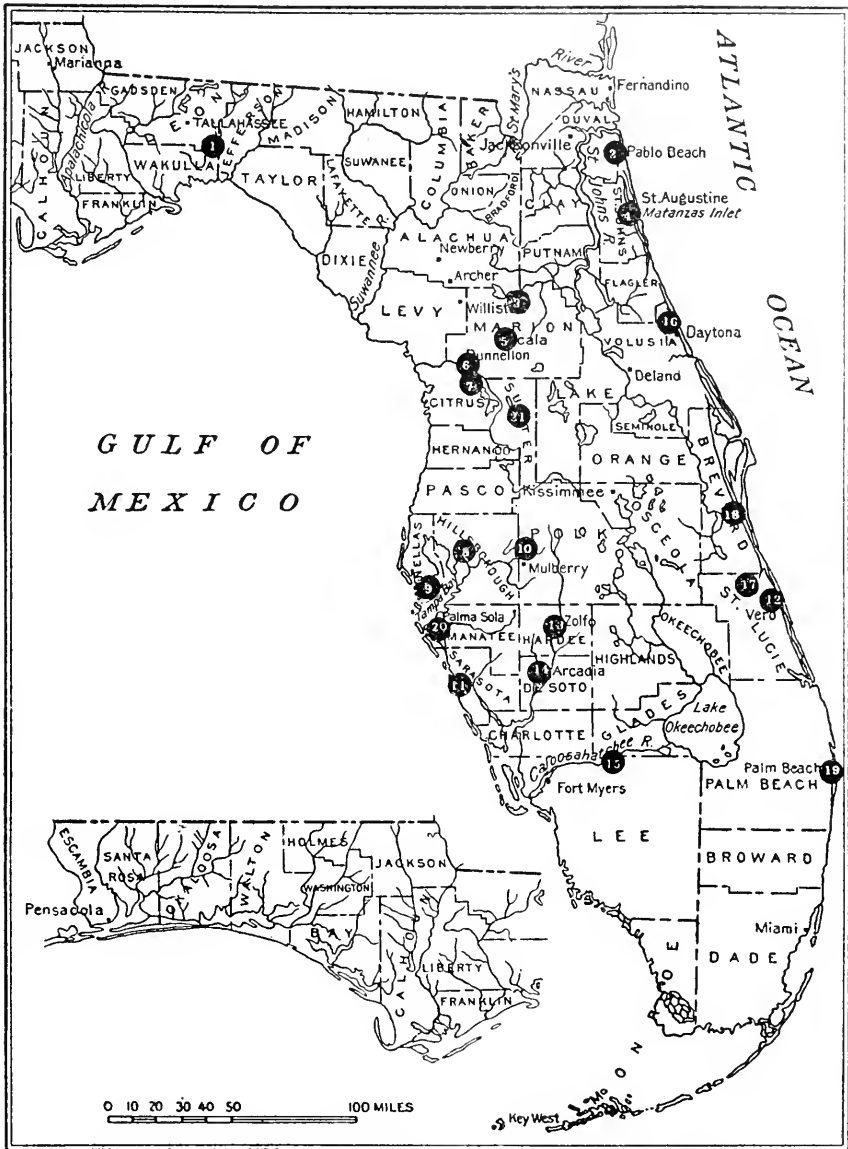 ATLANTIC
OCEAN
GULF OF
MEXICO
JACKSON
Marianna
GADSDEN
LEON
TALLAHASSEE
JEFFERSON
MADISON
HAMILTON
COLUMBIA
BAKER
St Mary's
River
NASSAU
Fernandino
DUVAL
Jacksonville
2
Pablo Beach
CALHOUN
Apalachicola R.
LIBERTY
FRANKLIN
WAKULLA
1
TAYLOR
LAFAYETTE R.
SUWANEE
UNION
BRADFORD
CLAY
St. Johns R.
ST. JOHNS
St. Augustine
Matanzas Inlet
DIXIE
Suwannee
ALACHUA
Newberry
Archer
PUTNAM
FLAGLER
LEVY
Williston
MARION
5
Ocala
16
Daytona
VOLUSIA
6
Dunnellon
7
CITRUS
Deland
21
SUMTER
LAKE
SEMINOLE
HERNANDO
ORANGE
BREVARD
PASCO
Kissimmee
OSCEOLA
18
HILLSBOROUGH
8
10
POLK
Mulberry
PINELLAS
9
Tampa Bay
17
12
Vero
ST. LUCIE
20
Palma Sola
MANATEE
13
Zolfo
HARDEE
HIGHLANDS
OKEECHOBEE
11
SARASOTA
14
Arcadia
DE SOTO
CHARLOTTE
GLADES
Lake
Okeechobee
Caloosahatchee R.
15
Fort Myers
Palm Beach
19
PALM BEACH
LEE
BROWARD
Miami
DADE
MONROE
Key West
ESCAMBIA
SANTA
ROSA
OKALOOSA
WALTON
HOLMES
WASHINGTON
JACKSON
Pensacola
BAY
CALHOUN
LIBERTY
FRANKLIN
0 10 20 30 40 50 100 MILES